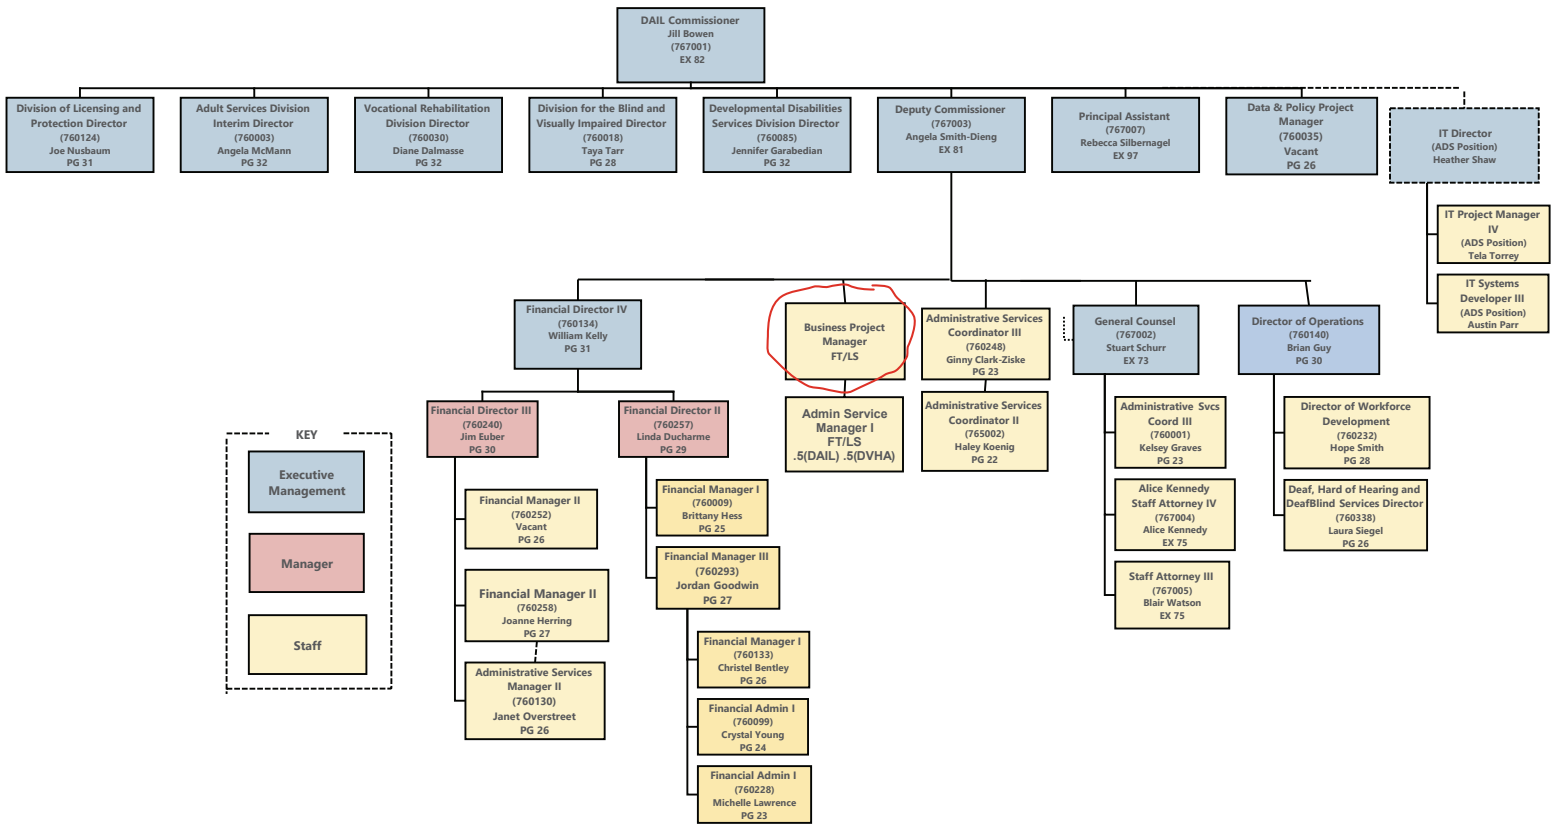 DAIL Commissioner
Jill Bowen
(767001)
EX 82
Division of Licensing and
Protection Director
(760124)
Joe Nusbaum
PG 31
Adult Services Division
Interim Director
(760003)
Angela McMann
PG 32
Vocational Rehabilitation
Division Director
(760030)
Diane Dalmasse
PG 32
Division for the Blind and
Visually Impaired Director
(760018)
Taya Tarr
PG 28
Developmental Disabilities
Services Division Director
(760085)
Jennifer Garabedian
PG 32
Deputy Commissioner
(767003)
Angela Smith-Dieng
EX 81
Principal Assistant
(767007)
Rebecca Silbernagel
EX 97
Data & Policy Project
Manager
(760035)
Vacant
PG 26
IT Director
(ADS Position)
Heather Shaw
IT Project Manager
IV
(ADS Position)
Tela Torrey
IT Systems
Developer III
(ADS Position)
Austin Parr
Financial Director IV
(760134)
William Kelly
PG 31
Business Project
Manager
FT/LS
Administrative Services
Coordinator III
(760248)
Ginny Clark-Ziske
PG 23
General Counsel
(767002)
Stuart Schurr
EX 73
Director of Operations
(760140)
Brian Guy
PG 30
Financial Director III
(760240)
Jim Euber
PG 30
Financial Director II
(760257)
Linda Ducharme
PG 29
Admin Service
Manager I
FT/LS
.5(DAIL) .5(DVHA)
Administrative Services
Coordinator II
(765002)
Haley Koenig
PG 22
Administrative Svcs
Coord III
(760001)
Kelsey Graves
PG 23
Director of Workforce
Development
(760232)
Hope Smith
PG 28
Alice Kennedy
Staff Attorney IV
(767004)
Alice Kennedy
EX 75
Deaf, Hard of Hearing and
DeafBlind Services Director
(760338)
Laura Siegel
PG 26
Staff Attorney III
(767005)
Blair Watson
EX 75
KEY
Executive
Management
Manager
Staff
Financial Manager II
(760252)
Vacant
PG 26
Financial Manager II
(760258)
Joanne Herring
PG 27
Administrative Services
Manager II
(760130)
Janet Overstreet
PG 26
Financial Manager I
(760009)
Brittany Hess
PG 25
Financial Manager III
(760293)
Jordan Goodwin
PG 27
Financial Manager I
(760133)
Christel Bentley
PG 26
Financial Admin I
(760099)
Crystal Young
PG 24
Financial Admin I
(760228)
Michelle Lawrence
PG 23